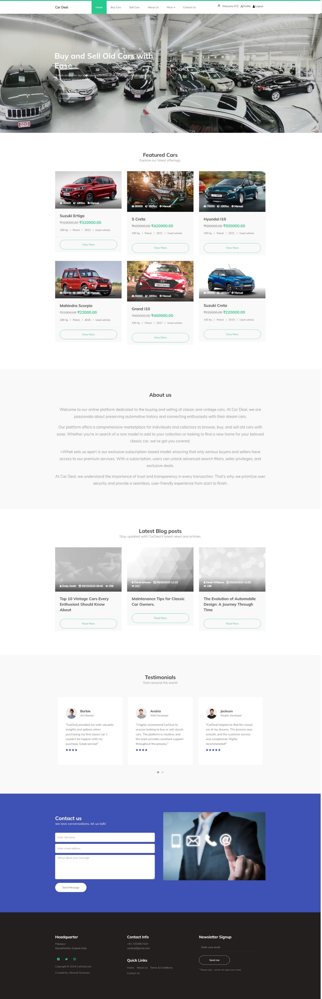 Car Deal
Home
Buy Cars
Sell Cars
About Us
More
Contact Us
Welcome XYZ
Profile
Logout
Buy and Sell Old Cars with
Ease
Unlock access to our exclusive collection of vintage automobiles. Join our
subscription service today!
Subscribe Now
2012
Featured Cars
Explore our latest offerings.
90000 1800cc Manual
Suzuki Ertiga
₹320000.00 ₹320000.00
190 hp / Petrol / 2022 / Used vehicle
View More
80000 1800cc Manual
S Creta
₹420000.00 ₹420000.00
190 hp / Petrol / 2021 / Used vehicle
View More
70000 1800cc Manual
Hyundai I10
₹500000.00 ₹500000.00
190 hp / Petrol / 2021 / Used vehicle
View More
50000 1800cc Manual
Mahindra Scorpio
₹22000.00 ₹22000.00
190 hp / Petrol / 2015 / Used vehicle
View More
TN07CX4416
60000 1800cc Manual
Grand I10
₹400000.00 ₹400000.00
190 hp / Petrol / 2017 / Used vehicle
View More
90000 1800cc Manual
Suzuki Creta
₹220000.00 ₹220000.00
190 hp / Petrol / 2019 / Used vehicle
View More
About us
Welcome to our online platform dedicated to the buying and selling of classic and vintage cars. At Car Deal, we are
passionate about preserving automotive history and connecting enthusiasts with their dream cars.
Our platform offers a comprehensive marketplace for individuals and collectors to browse, buy, and sell old cars with
ease. Whether you're in search of a rare model to add to your collection or looking to find a new home for your beloved
classic car, we've got you covered.
>What sets us apart is our exclusive subscription-based model, ensuring that only serious buyers and sellers have
access to our premium services. With a subscription, users can unlock advanced search filters, seller privileges, and
exclusive deals.
At Car Deal, we understand the importance of trust and transparency in every transaction. That's why we prioritize user
security and provide a seamless, user-friendly experience from start to finish.
Latest Blog posts
Stay updated with CarDeal's latest news and articles.
Emily Smith 05/15/2023 09:45 258
Top 10 Vintage Cars Every
Enthusiast Should Know
About
Read More
David Johnson 05/20/2023 11:15
312
Maintenance Tips for Classic
Car Owners.
Read More
Sarah Williams 05/25/2023 13:20
198
The Evolution of Automobile
Design: A Journey Through
Time
Read More
Testimonials
from around the world
Barbie
Art Director
"CarDeal provided me with valuable
insights and options when
purchasing my first classic car. I
couldn't be happier with my
purchase. Great service!"
Andrio
Web Developer
"I highly recommend CarDeal to
anyone looking to buy or sell classic
cars. The platform is intuitive, and
the team provides excellent support
throughout the process."
Jackson
Shopify Developer
"CarDeal helped me find the classic
car of my dreams. The process was
smooth, and the customer service
was exceptional. Highly
recommended!"
Contact us
we love conversations. let us talk!
Enter full name
Enter email address
Tell us about your message
Send Message
@
Headquarter
Palanpur
BanasKantha, Gujarat,India
Copyright © 2024 CarDeal.com
Created by: Abrarali Sunasara
Contact Info
+91 7203957429
cardeal@gmail.com
Quick Links
Home About Us Terms & Conditions
Contact Us
Newsletter Signup
Enter your email
Send me
* Please note - we do not spam your email.